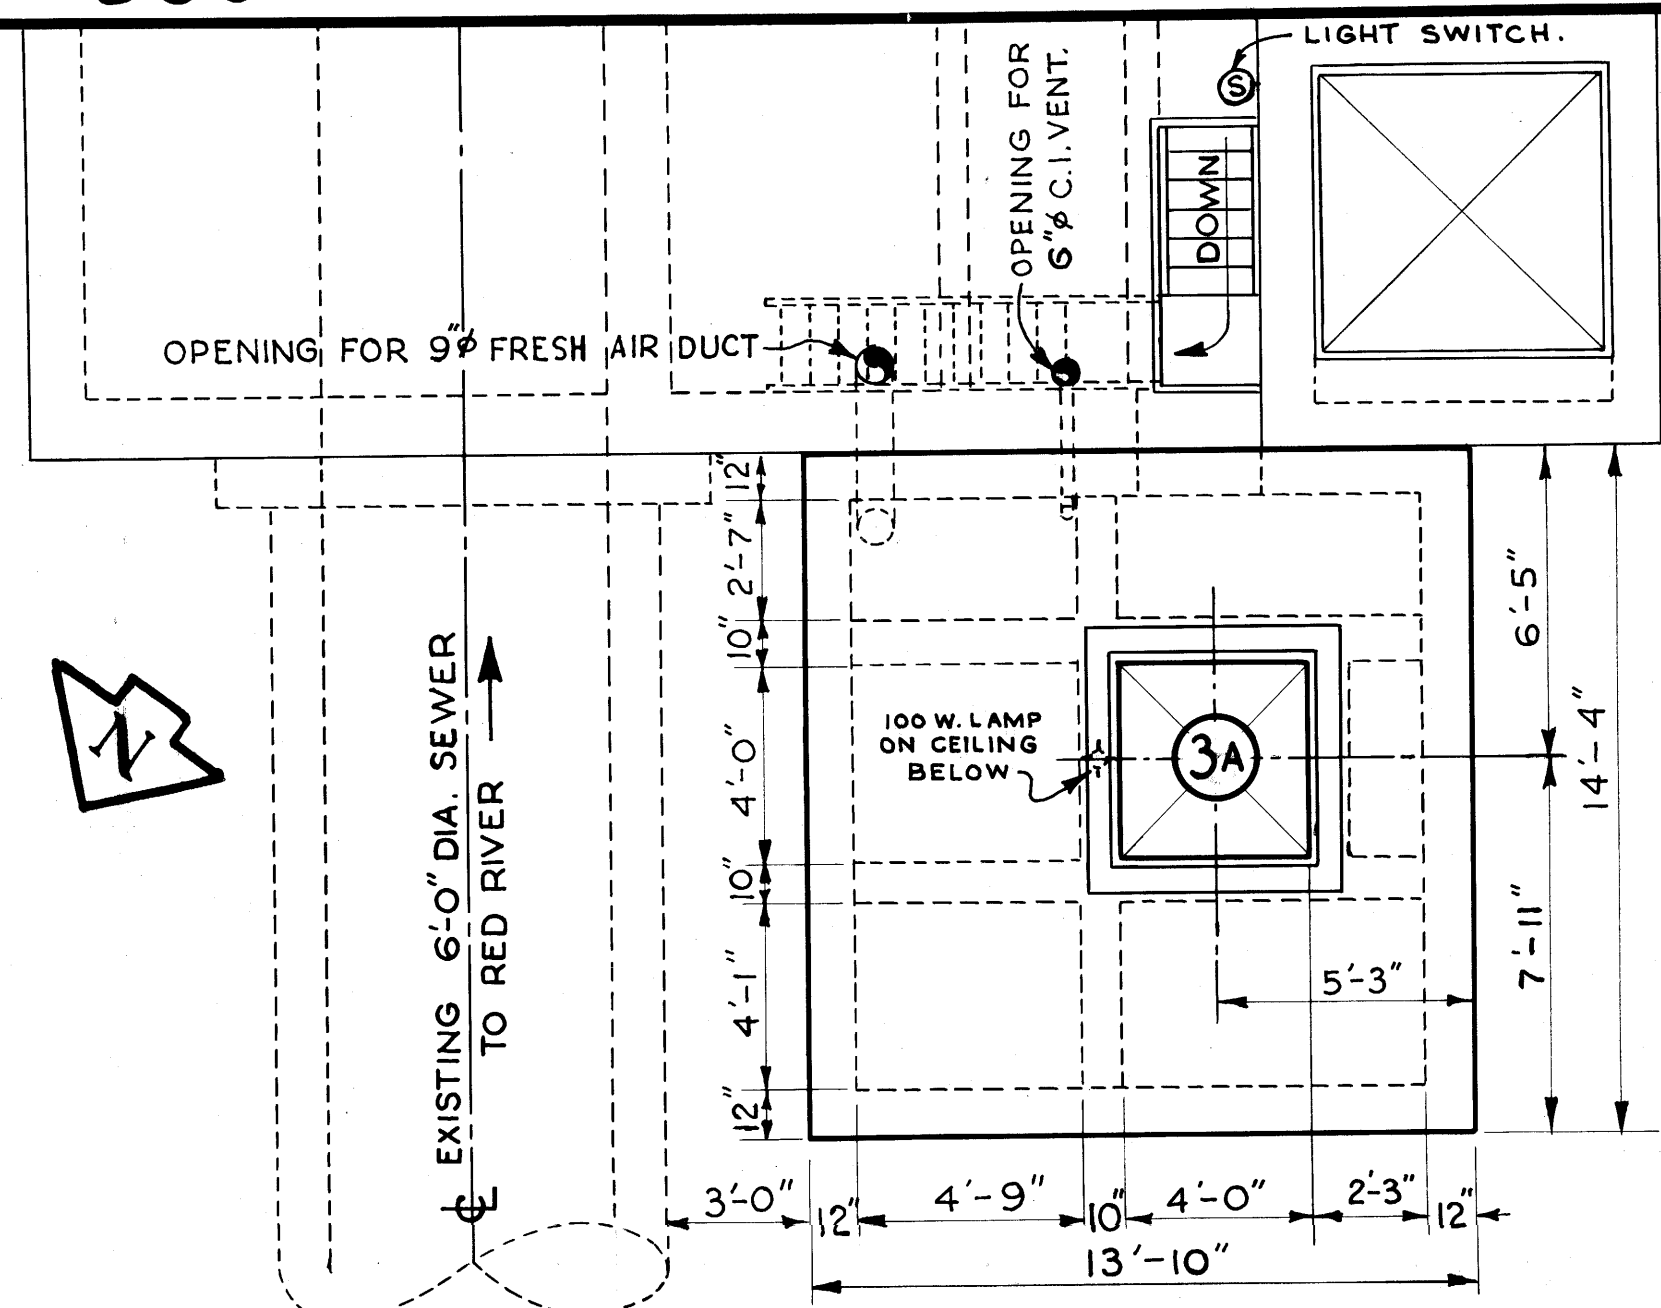 LIGHT SWITCH.
S
OPENING FOR
6"ø C.I. VENT.
DOWN
OPENING FOR 9"ø FRESH AIR DUCT
12"
2'-7"
10"
4'-0"
10"
4'-1"
12"
6'-5"
14'-4"
7'-11"
N
EXISTING 6'-0" DIA. SEWER
TO RED RIVER
100 W. LAMP
ON CEILING
BELOW
3A
5'-3"
3'-0"
12"
4'-9"
10"
4'-0"
2'-3"
12"
13'-10"